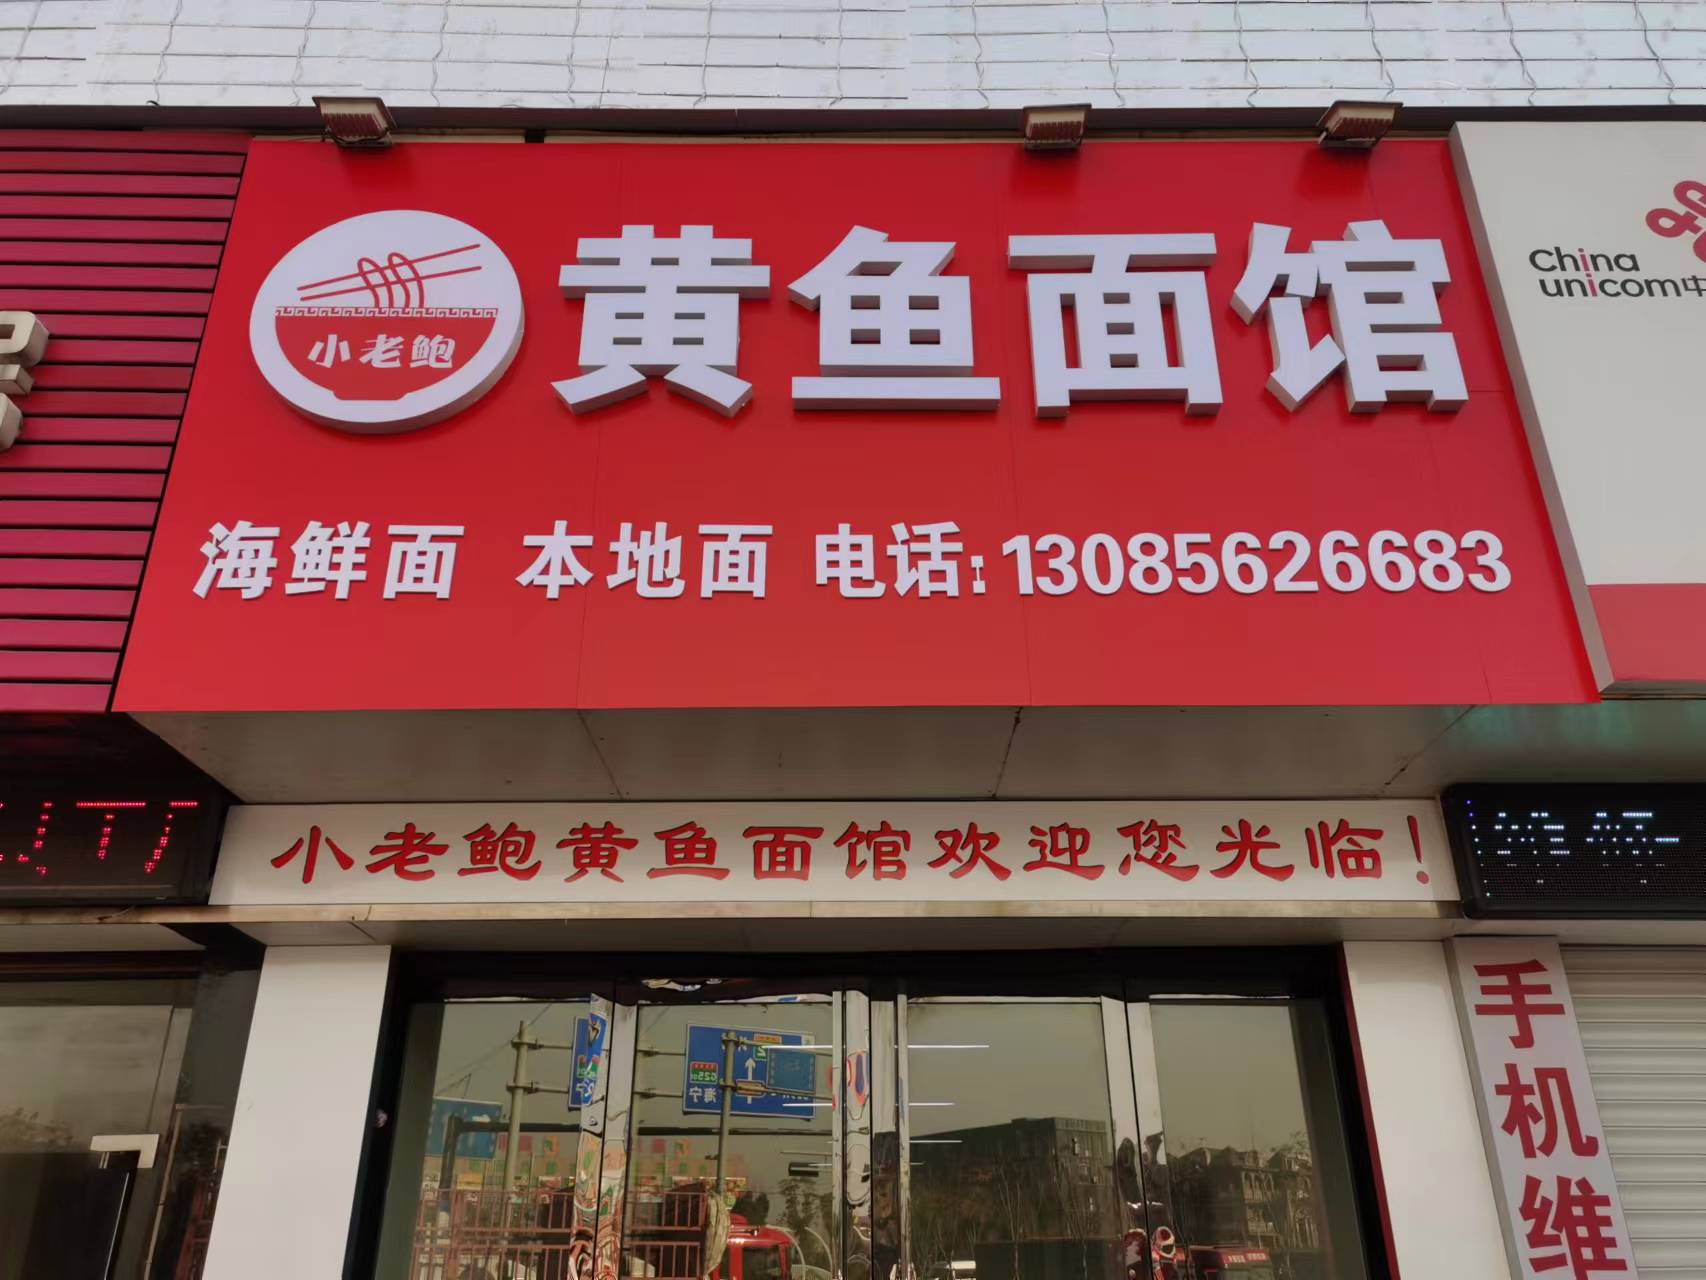 小老鲍
黄鱼面馆
海鲜面 本地面 电话:13085626683
China
unicom中
小老鲍黄鱼面馆欢迎您光临!
手机维